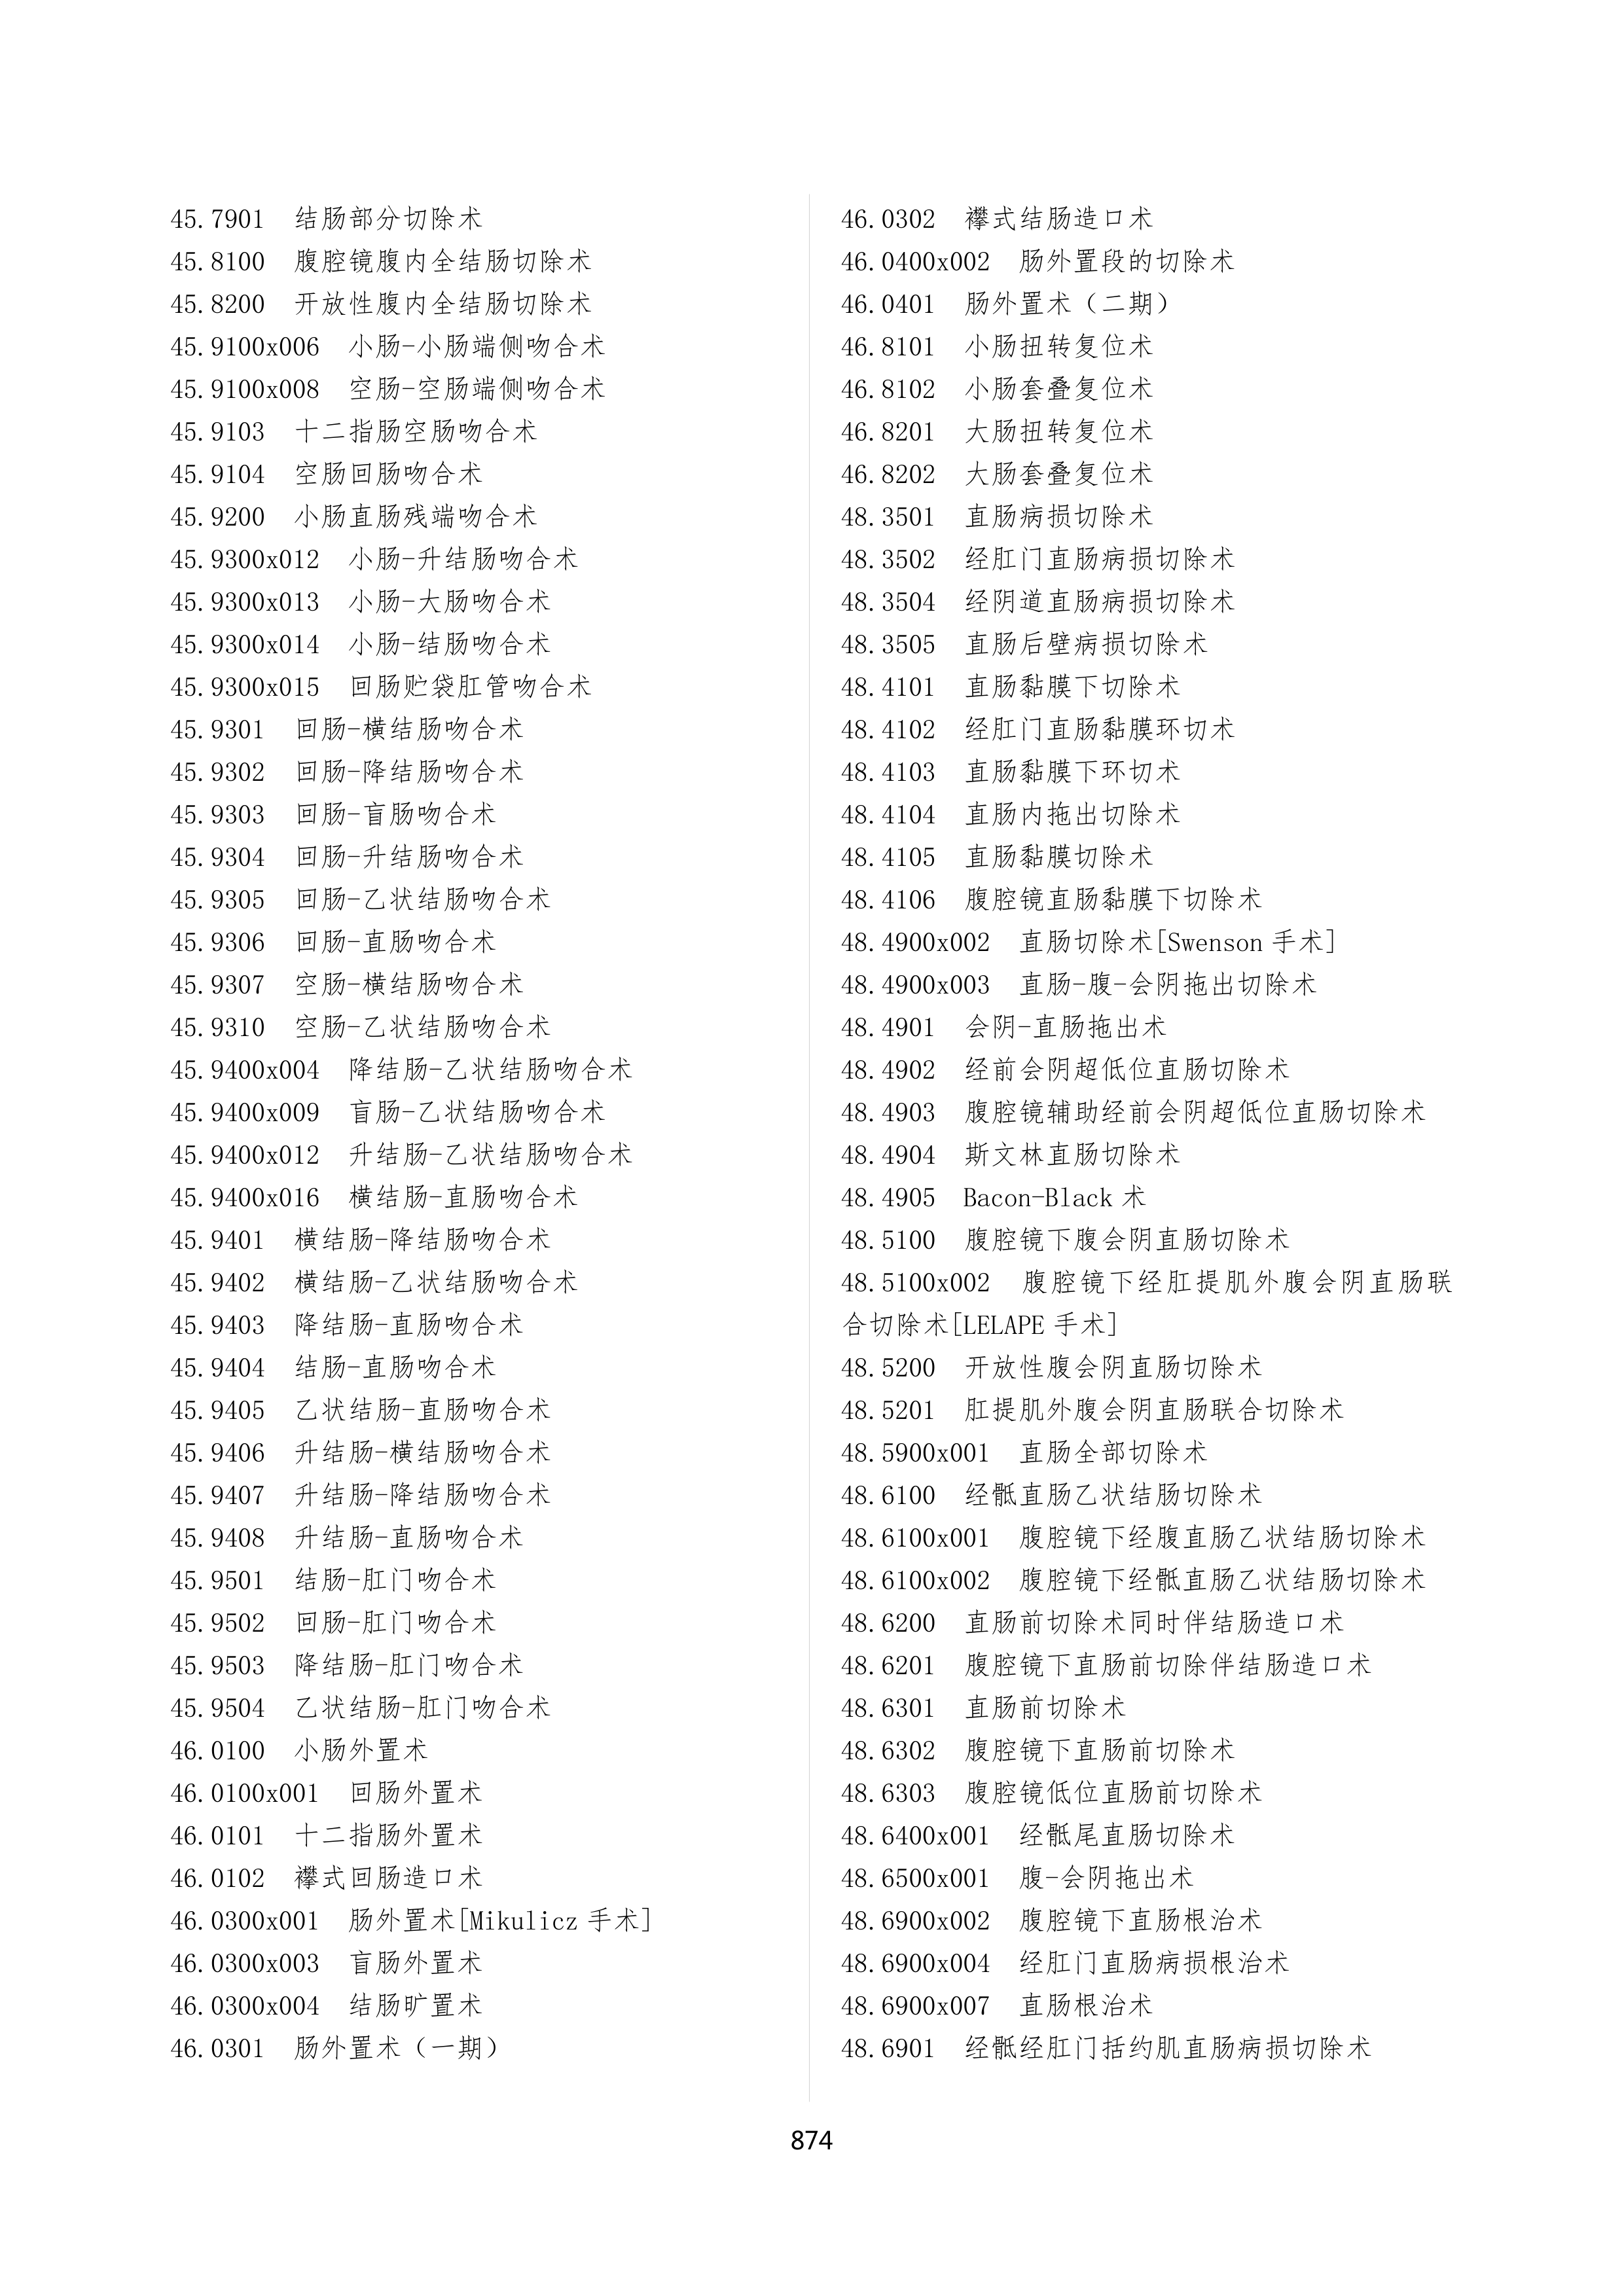 45.7901 结肠部分切除术
45.8100 腹腔镜腹内全结肠切除术
45.8200 开放性腹内全结肠切除术
45.9100x006 小肠-小肠端侧吻合术
45.9100x008 空肠-空肠端侧吻合术
45.9103 十二指肠空肠吻合术
45.9104 空肠回肠吻合术
45.9200 小肠直肠残端吻合术
45.9300x012 小肠-升结肠吻合术
45.9300x013 小肠-大肠吻合术
45.9300x014 小肠-结肠吻合术
45.9300x015 回肠贮袋肛管吻合术
45.9301 回肠-横结肠吻合术
45.9302 回肠-降结肠吻合术
45.9303 回肠-盲肠吻合术
45.9304 回肠-升结肠吻合术
45.9305 回肠-乙状结肠吻合术
45.9306 回肠-直肠吻合术
45.9307 空肠-横结肠吻合术
45.9310 空肠-乙状结肠吻合术
45.9400x004 降结肠-乙状结肠吻合术
45.9400x009 盲肠-乙状结肠吻合术
45.9400x012 升结肠-乙状结肠吻合术
45.9400x016 横结肠-直肠吻合术
45.9401 横结肠-降结肠吻合术
45.9402 横结肠-乙状结肠吻合术
45.9403 降结肠-直肠吻合术
45.9404 结肠-直肠吻合术
45.9405 乙状结肠-直肠吻合术
45.9406 升结肠-横结肠吻合术
45.9407 升结肠-降结肠吻合术
45.9408 升结肠-直肠吻合术
45.9501 结肠-肛门吻合术
45.9502 回肠-肛门吻合术
45.9503 降结肠-肛门吻合术
45.9504 乙状结肠-肛门吻合术
46.0100 小肠外置术
46.0100x001 回肠外置术
46.0101 十二指肠外置术
46.0102 襻式回肠造口术
46.0300x001 肠外置术[Mikulicz 手术]
46.0300x003 盲肠外置术
46.0300x004 结肠旷置术
46.0301 肠外置术（一期）
46.0302 襻式结肠造口术
46.0400x002 肠外置段的切除术
46.0401 肠外置术（二期）
46.8101 小肠扭转复位术
46.8102 小肠套叠复位术
46.8201 大肠扭转复位术
46.8202 大肠套叠复位术
48.3501 直肠病损切除术
48.3502 经肛门直肠病损切除术
48.3504 经阴道直肠病损切除术
48.3505 直肠后壁病损切除术
48.4101 直肠黏膜下切除术
48.4102 经肛门直肠黏膜环切术
48.4103 直肠黏膜下环切术
48.4104 直肠内拖出切除术
48.4105 直肠黏膜切除术
48.4106 腹腔镜直肠黏膜下切除术
48.4900x002 直肠切除术[Swenson 手术]
48.4900x003 直肠-腹-会阴拖出切除术
48.4901 会阴-直肠拖出术
48.4902 经前会阴超低位直肠切除术
48.4903 腹腔镜辅助经前会阴超低位直肠切除术
48.4904 斯文林直肠切除术
48.4905 Bacon-Black 术
48.5100 腹腔镜下腹会阴直肠切除术
48.5100x002 腹腔镜下经肛提肌外腹会阴直肠联
合切除术[LELAPE 手术]
48.5200 开放性腹会阴直肠切除术
48.5201 肛提肌外腹会阴直肠联合切除术
48.5900x001 直肠全部切除术
48.6100 经骶直肠乙状结肠切除术
48.6100x001 腹腔镜下经腹直肠乙状结肠切除术
48.6100x002 腹腔镜下经骶直肠乙状结肠切除术
48.6200 直肠前切除术同时伴结肠造口术
48.6201 腹腔镜下直肠前切除伴结肠造口术
48.6301 直肠前切除术
48.6302 腹腔镜下直肠前切除术
48.6303 腹腔镜低位直肠前切除术
48.6400x001 经骶尾直肠切除术
48.6500x001 腹-会阴拖出术
48.6900x002 腹腔镜下直肠根治术
48.6900x004 经肛门直肠病损根治术
48.6900x007 直肠根治术
48.6901 经骶经肛门括约肌直肠病损切除术
874